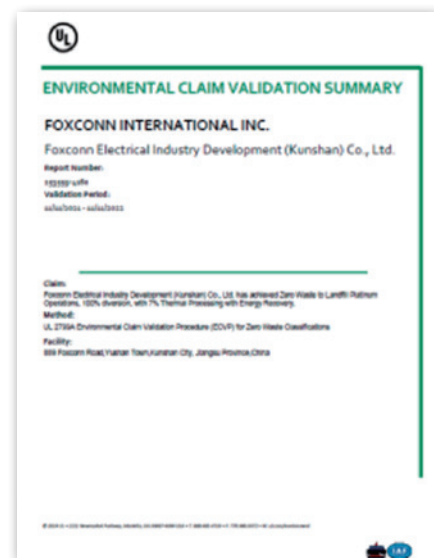 UL
ENVIRONMENTAL CLAIM VALIDATION SUMMARY
FOXCONN INTERNATIONAL INC.
Foxconn Electrical Industry Development (Kunshan) Co., Ltd.
Report Number:
Validation Period:
Claim:
Foxconn Electrical Industry Development (Kunshan) Co., Ltd. has achieved Zero Waste to Landfill Platinum
Operations, 100% diversion, with 7% Thermal Processing with Energy Recovery.
Method:
UL 2799A Environmental Claim Validation Procedure (ECVP) for Zero Waste Classifications
Facility:
Foxconn Road, Yushan Town, Kunshan City, Jiangsu Province, China
IAF